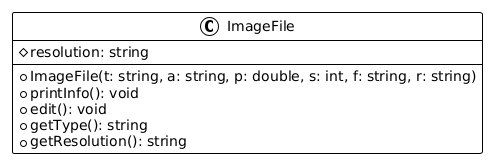 C ImageFile
resolution: string
ImageFile(t: string, a: string, p: double, s: int, f: string, r: string)
printInfo(): void
edit(): void
getType(): string
getResolution(): string